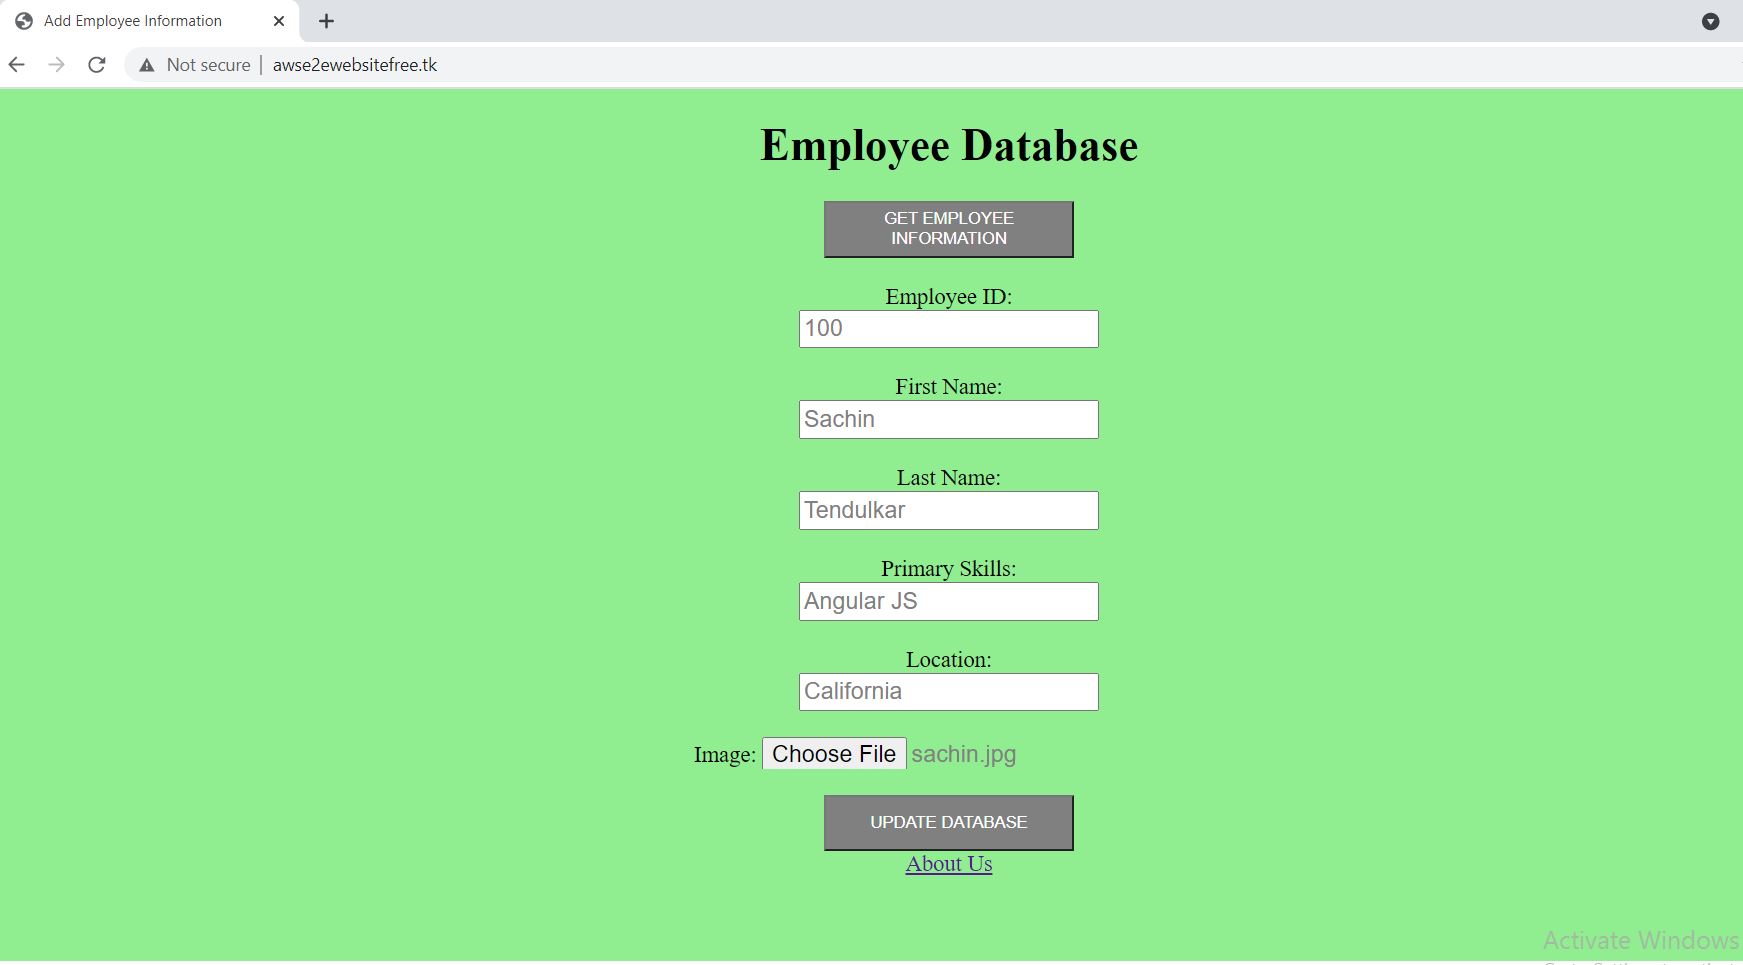 Add Employee Information
Not secure
awse2ewebsitefree.tk
Employee Database
GET EMPLOYEE
INFORMATION
Employee ID:
100
First Name:
Sachin
Last Name:
Tendulkar
Primary Skills:
Angular JS
Location:
California
Image: Choose File sachin.jpg
UPDATE DATABASE
About Us
Activate Windows